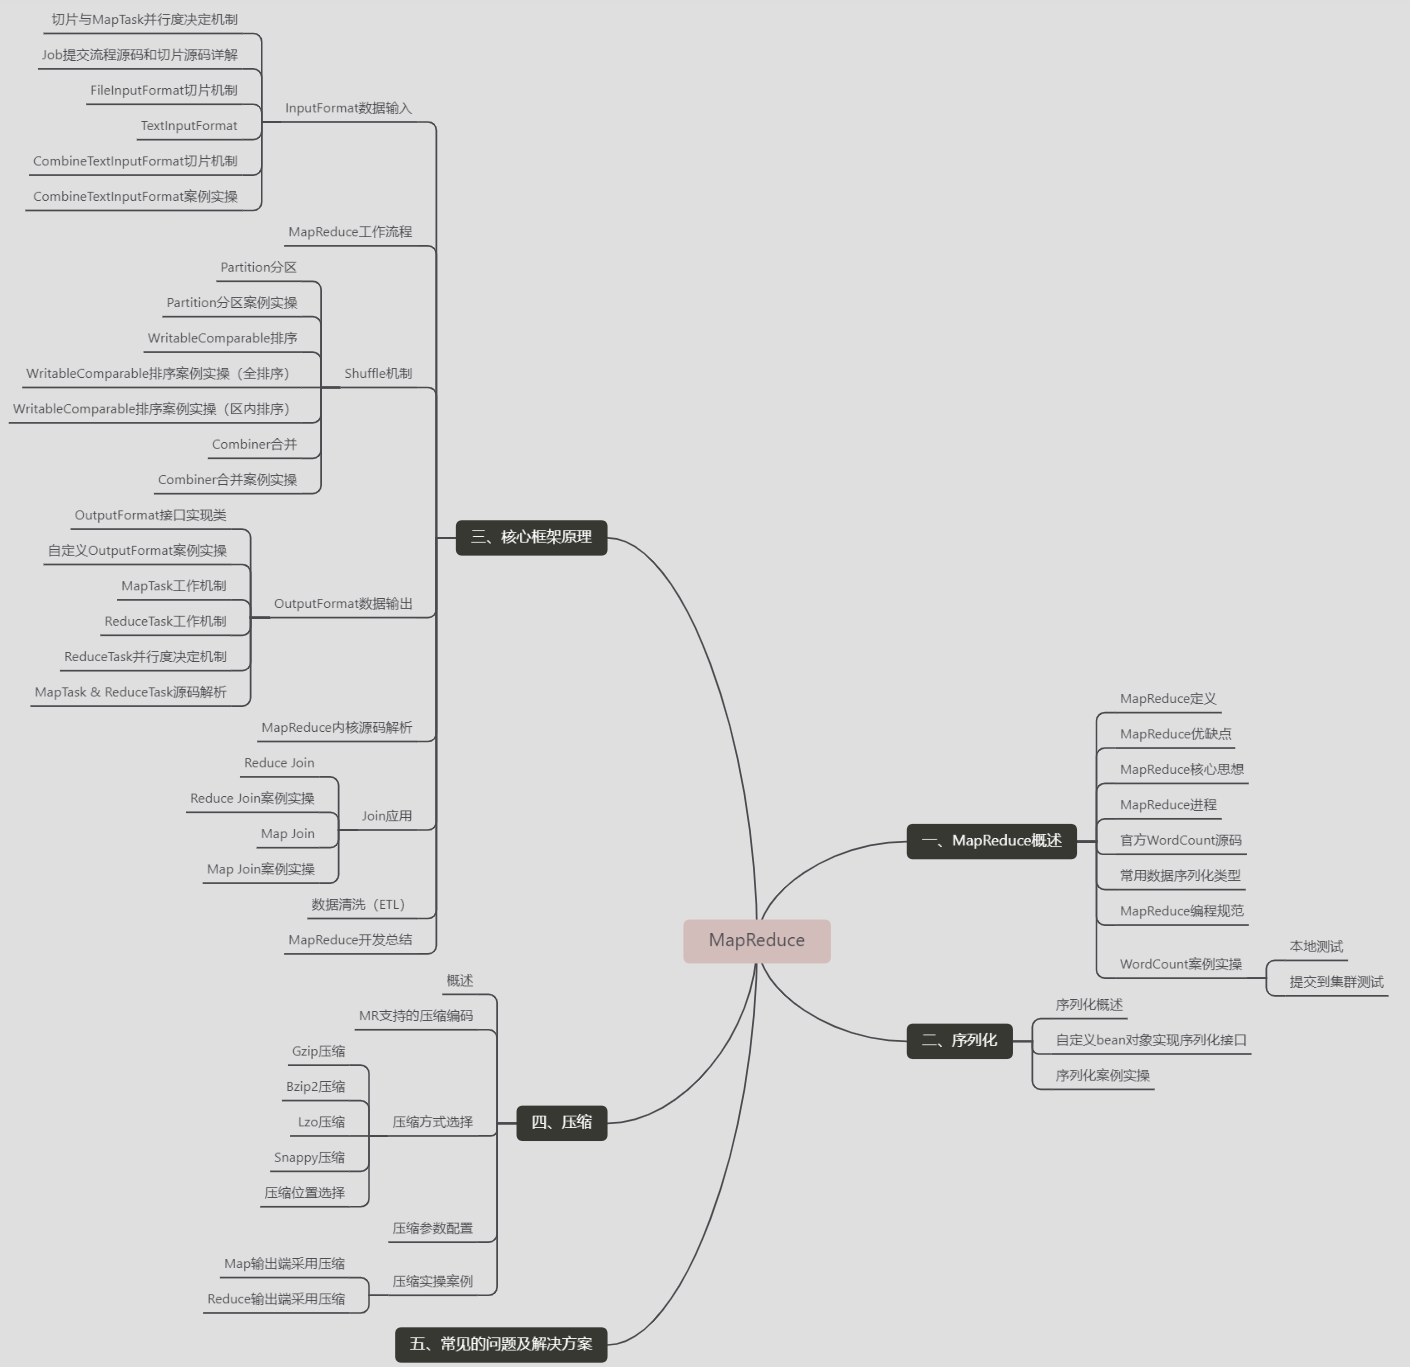 MapReduce
一、MapReduce概述
MapReduce定义
MapReduce优缺点
MapReduce核心思想
MapReduce进程
官方WordCount源码
常用数据序列化类型
MapReduce编程规范
WordCount案例实操
本地测试
提交到集群测试
二、序列化
序列化概述
自定义bean对象实现序列化接口
序列化案例实操
三、核心框架原理
InputFormat数据输入
切片与MapTask并行度决定机制
Job提交流程源码和切片源码详解
FileInputFormat切片机制
TextInputFormat
CombineTextInputFormat切片机制
CombineTextInputFormat案例实操
MapReduce工作流程
Shuffle机制
Partition分区
Partition分区案例实操
WritableComparable排序
WritableComparable排序案例实操（全排序）
WritableComparable排序案例实操（区内排序）
Combiner合并
Combiner合并案例实操
OutputFormat数据输出
OutputFormat接口实现类
自定义OutputFormat案例实操
MapTask工作机制
ReduceTask工作机制
ReduceTask并行度决定机制
MapTask & ReduceTask源码解析
MapReduce内核源码解析
Join应用
Reduce Join
Reduce Join案例实操
Map Join
Map Join案例实操
数据清洗（ETL）
MapReduce开发总结
四、压缩
概述
MR支持的压缩编码
压缩方式选择
Gzip压缩
Bzip2压缩
Lzo压缩
Snappy压缩
压缩位置选择
压缩参数配置
压缩实操案例
Map输出端采用压缩
Reduce输出端采用压缩
五、常见的问题及解决方案